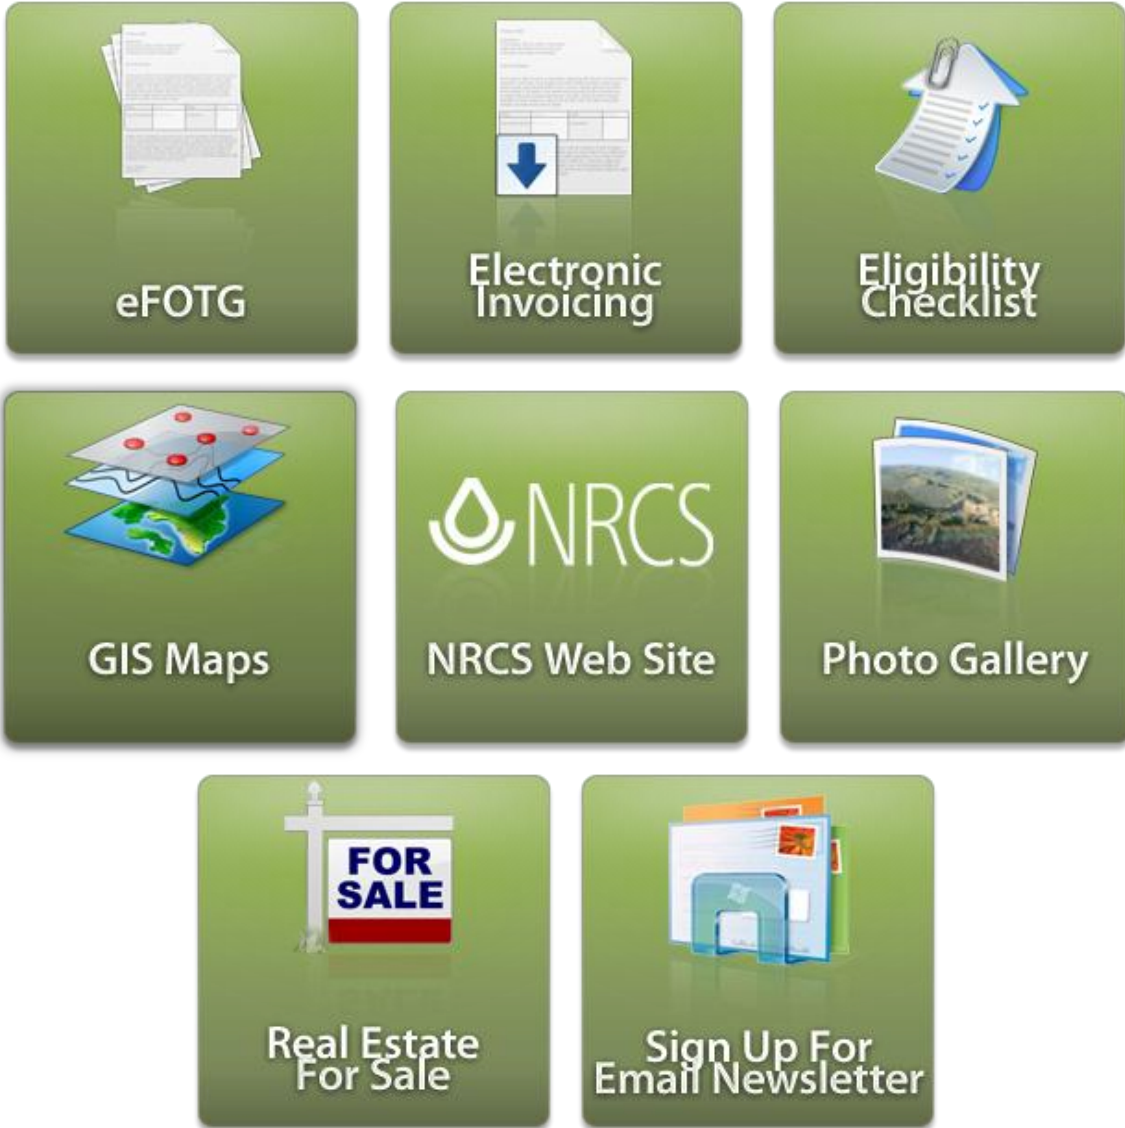 eFOTG
Electronic
Invoicing
Eligibility
Checklist
GIS Maps
NRCS
NRCS Web Site
Photo Gallery
FOR
SALE
Real Estate
For Sale
Sign Up For
Email Newsletter